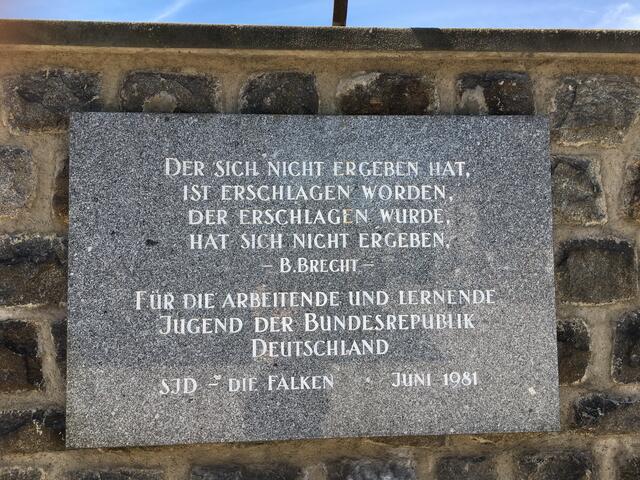 Der sich nicht ergeben hat,
ist erschlagen worden,
der erschlagen wurde,
hat sich nicht ergeben.
– B. Brecht –
Für die arbeitende und lernende
Jugend der Bundesrepublik
Deutschland
SJD – Die Falken · Juni 1981